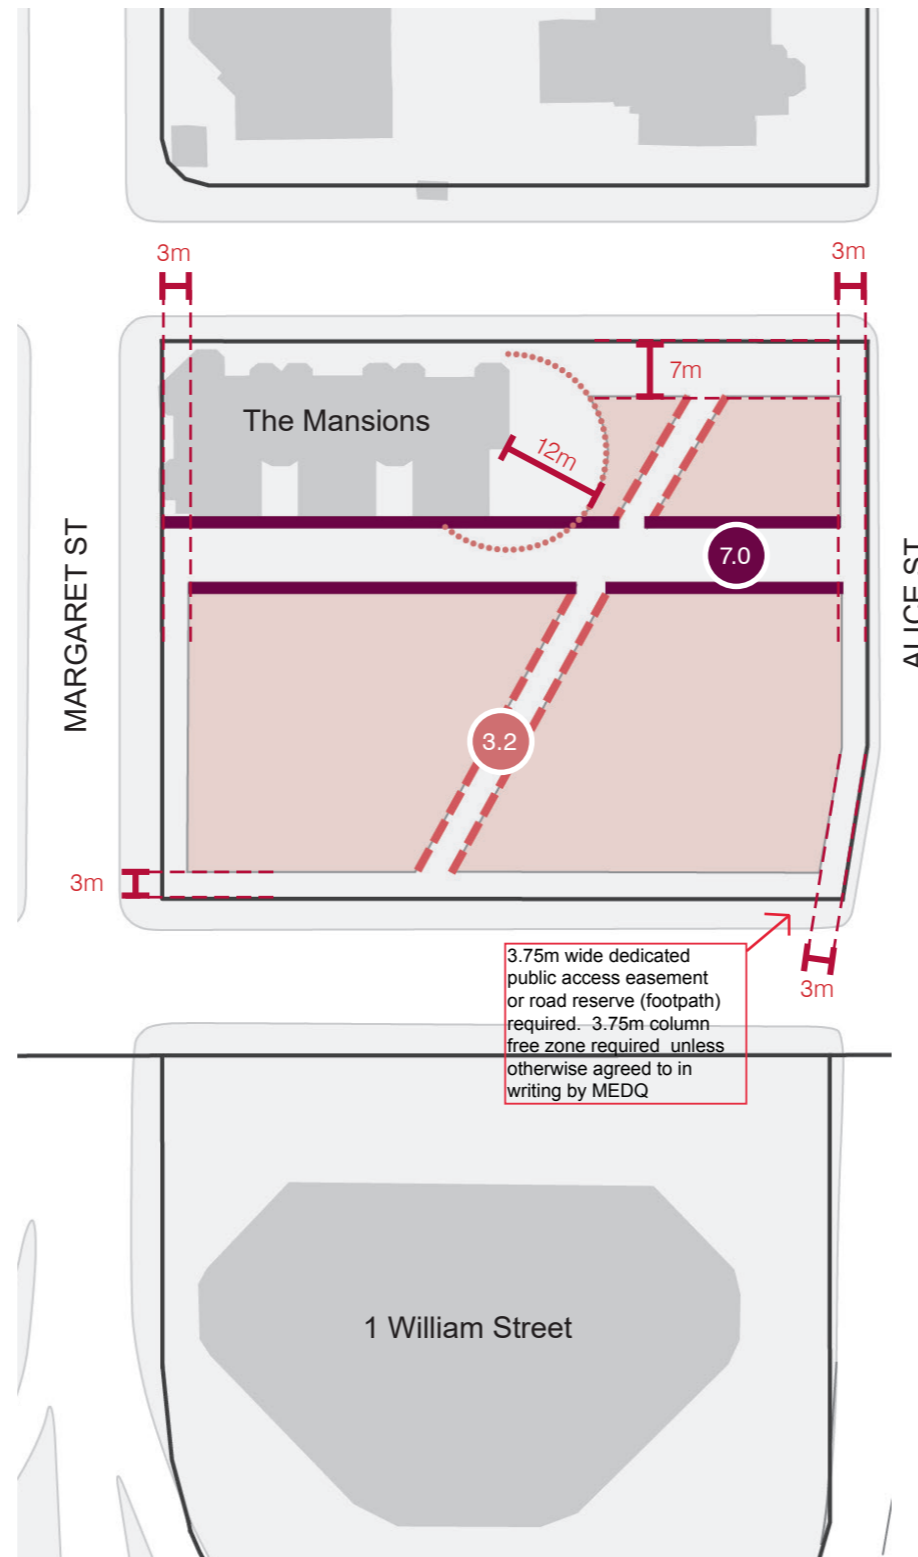 3m
3m
7m
The Mansions
12m
7.0
MARGARET ST
ALICE ST
3.2
3m
3.75m wide dedicated
public access easement
or road reserve (footpath)
required. 3.75m column
free zone required unless
otherwise agreed to in
writing by MEDQ
3m
1 William Street